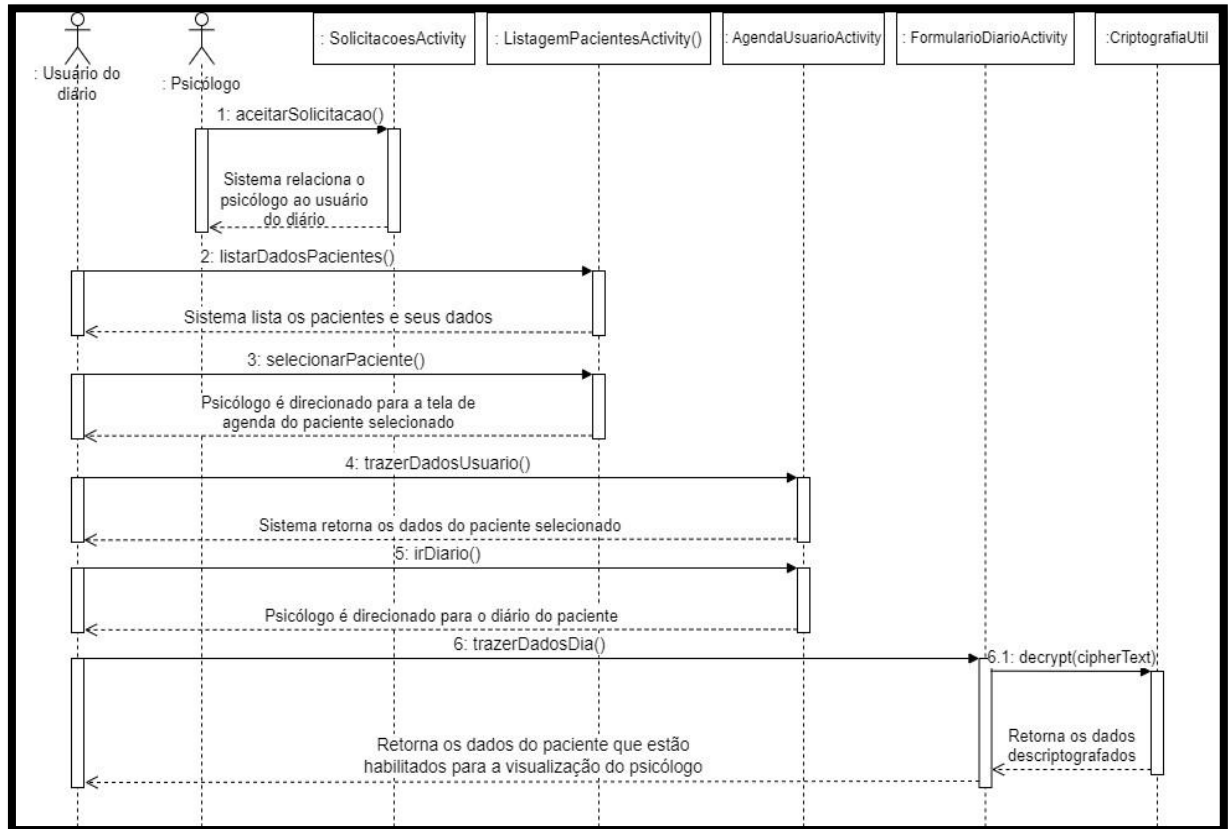 : Usuário do
diário
: Psicólogo
: SolicitacoesActivity
: ListagemPacientesActivity()
: AgendaUsuarioActivity
: FormularioDiarioActivity
:CriptografiaUtil
1: aceitarSolicitacao()
Sistema relaciona o
psicólogo ao usuário
do diário
2: listarDadosPacientes()
Sistema lista os pacientes e seus dados
3: selecionarPaciente()
Psicólogo é direcionado para a tela de
agenda do paciente selecionado
4: trazerDadosUsuario()
Sistema retorna os dados do paciente selecionado
5: irDiario()
Psicólogo é direcionado para o diário do paciente
6: trazerDadosDia()
6.1: decrypt(cipherText)
Retorna os dados
descriptografados
Retorna os dados do paciente que estão
habilitados para a visualização do psicólogo